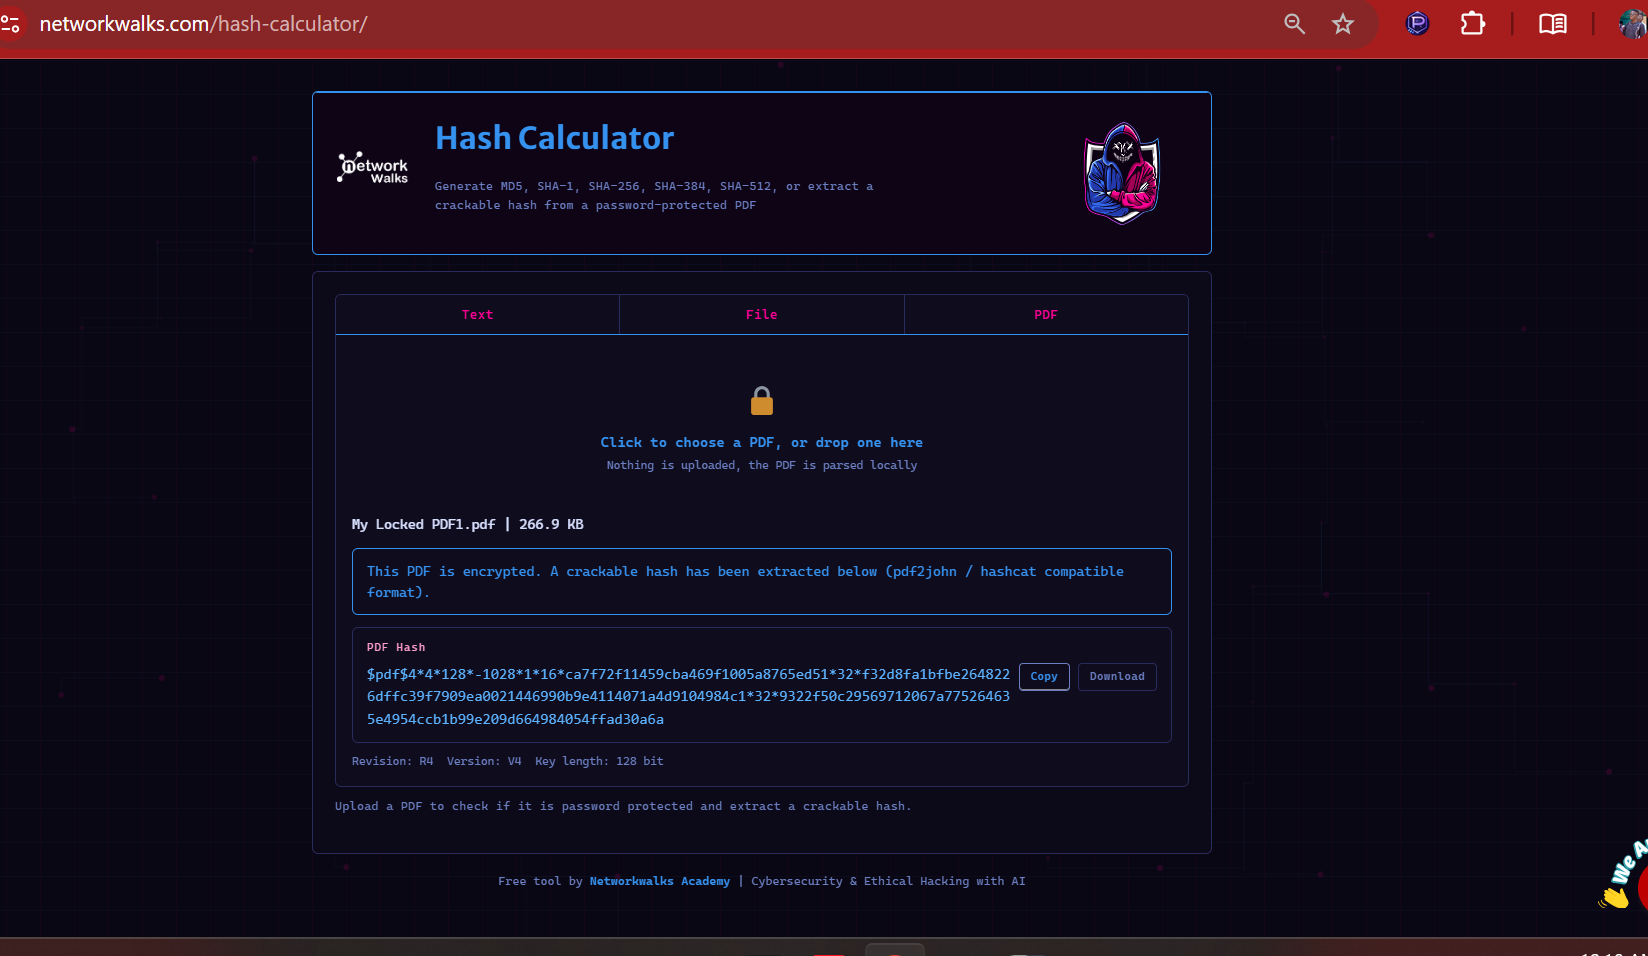 networkwalks.com/hash-calculator/
network
Walks
Hash Calculator
Generate MD5, SHA-1, SHA-256, SHA-384, SHA-512, or extract a
crackable hash from a password-protected PDF
Text File PDF
Click to choose a PDF, or drop one here
Nothing is uploaded, the PDF is parsed locally
My Locked PDF1.pdf | 266.9 KB
This PDF is encrypted. A crackable hash has been extracted below (pdf2john / hashcat compatible
format).
PDF Hash
$pdf$4*4*128*-1028*1*16*ca7f72f11459cba469f1005a8765ed51*32*f32d8fa1bfbe264822
6dffc39f7909ea0021446990b9e4114071a4d9104984c1*32*9322f50c29569712067a77526463
5e4954ccb1b99e209d664984054ffad30a6a
Copy Download
Revision: R4 Version: V4 Key length: 128 bit
Upload a PDF to check if it is password protected and extract a crackable hash.
Free tool by Networkwalks Academy | Cybersecurity & Ethical Hacking with AI
We